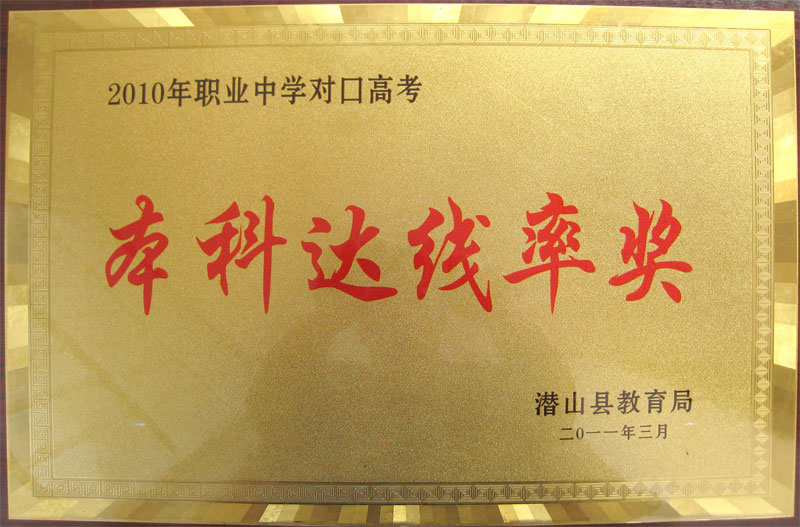 2010年职业中学对口高考
本科达线率奖
潜山县教育局
二0一一年三月